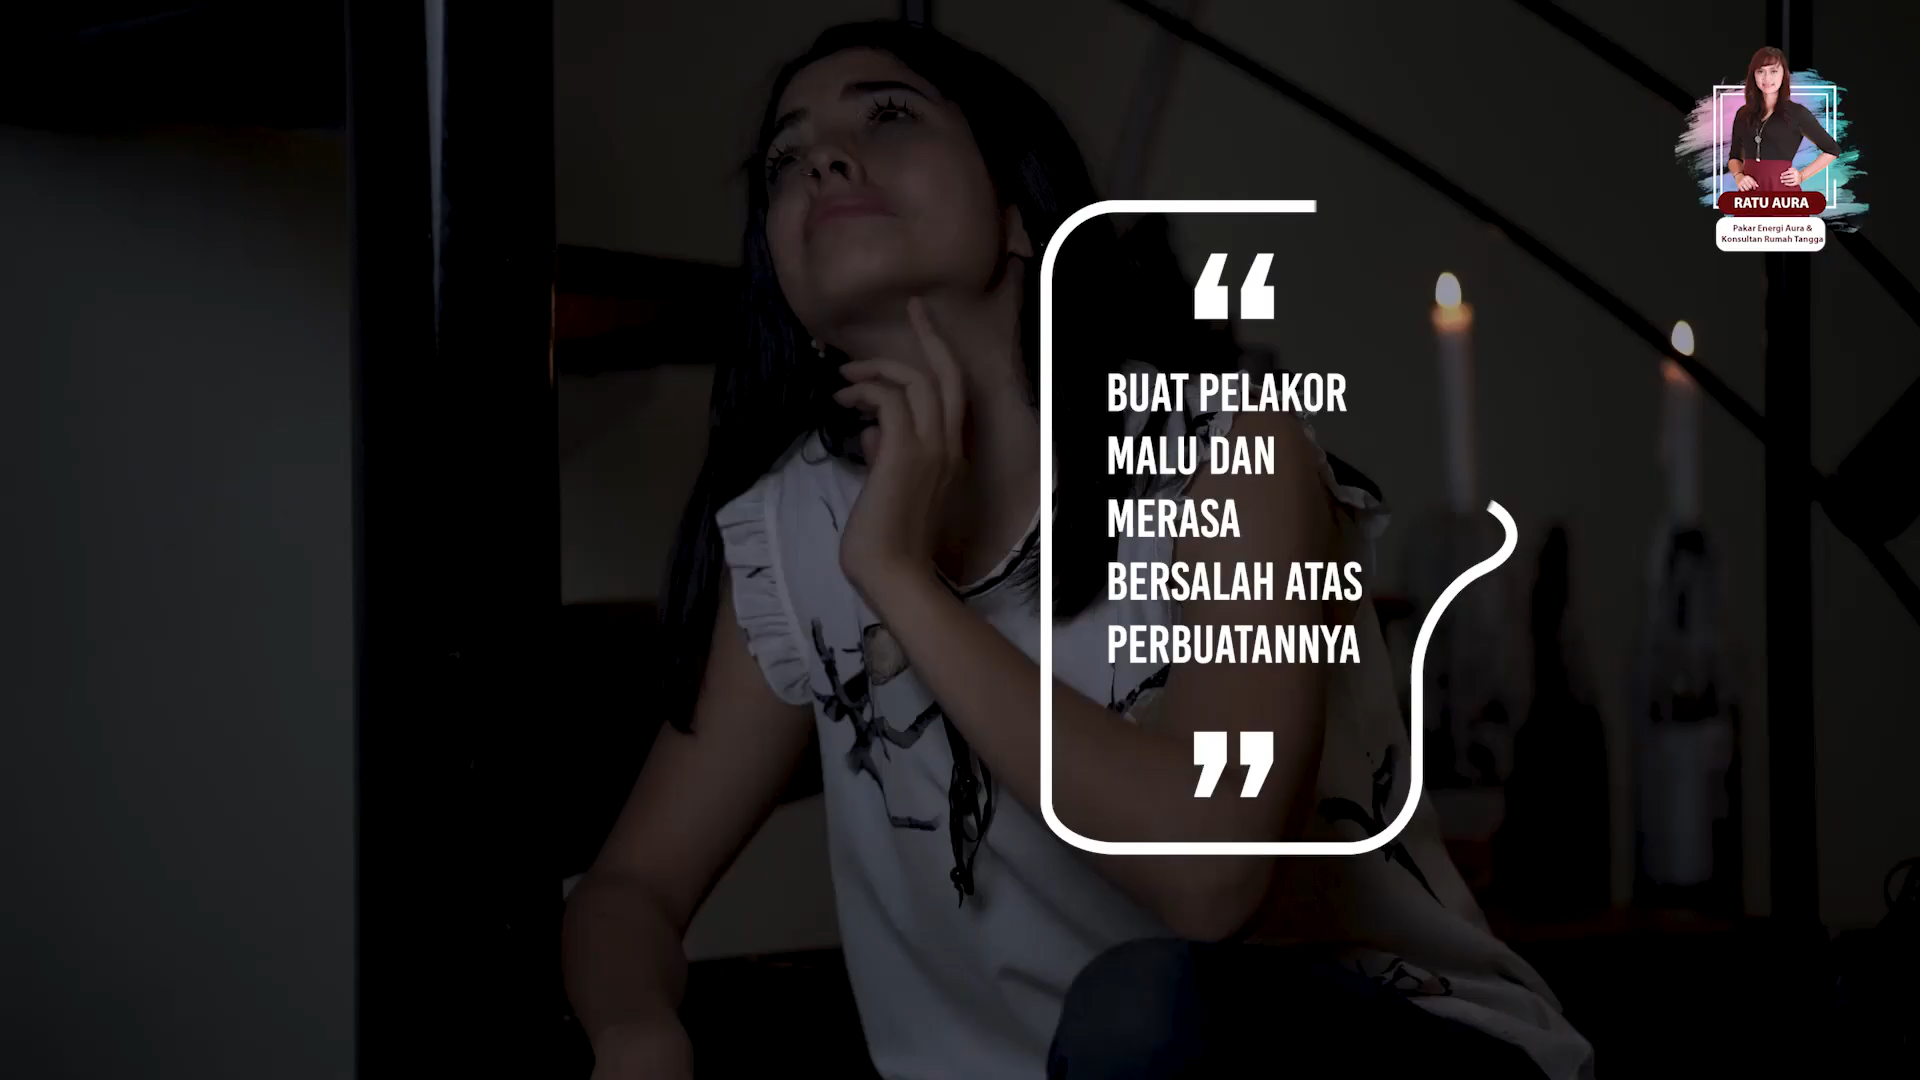 “
BUAT PELAKOR
MALU DAN
MERASA
BERSALAH ATAS
PERBUATANNYA
”
RATU AURA
Pakar Energi Aura &
Konsultan Rumah Tangga